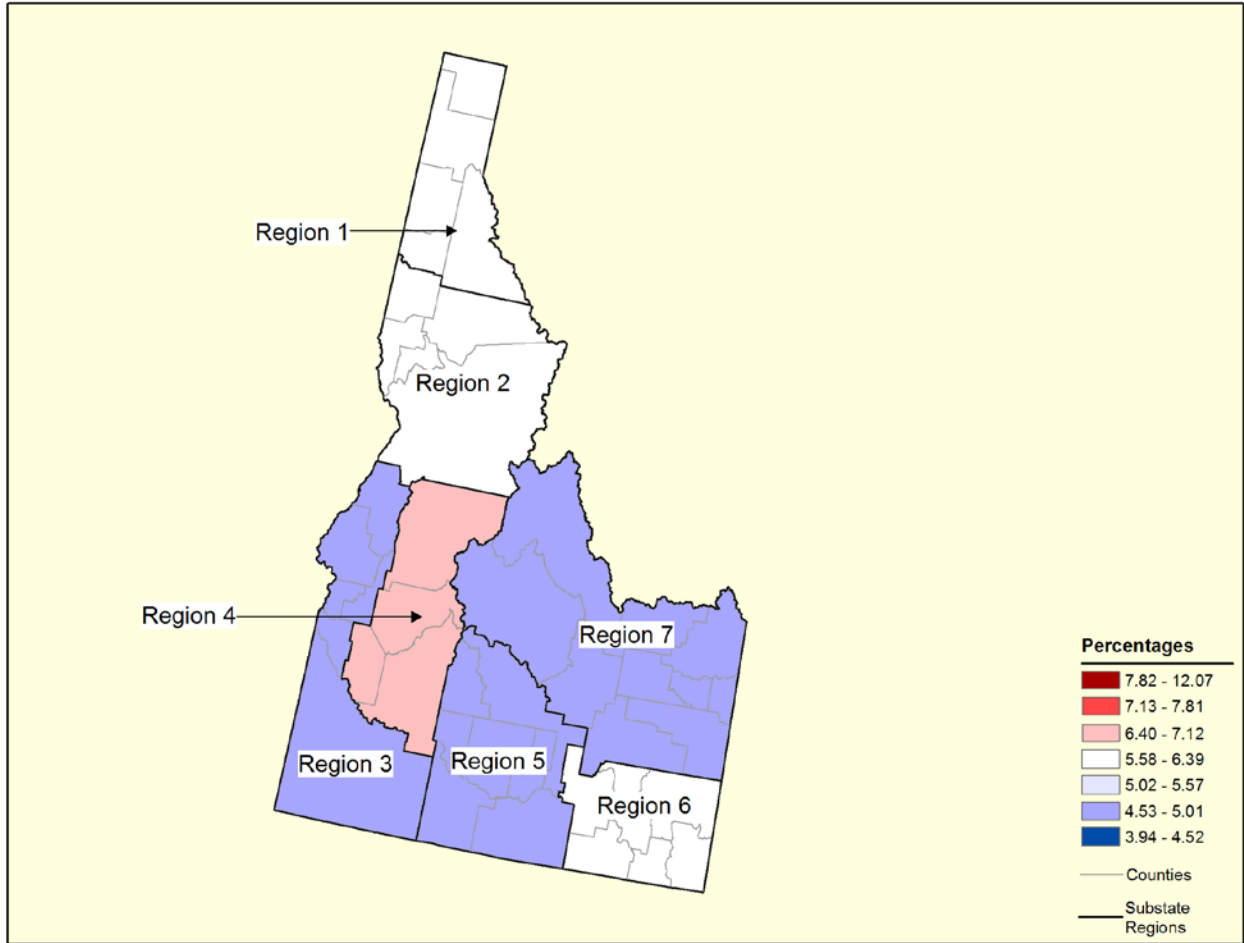 Region 1
Region 2
Region 4
Region 7
Region 3
Region 5
Region 6
Percentages
7.82 - 12.07
7.13 - 7.81
6.40 - 7.12
5.58 - 6.39
5.02 - 5.57
4.53 - 5.01
3.94 - 4.52
Counties
Substate
Regions